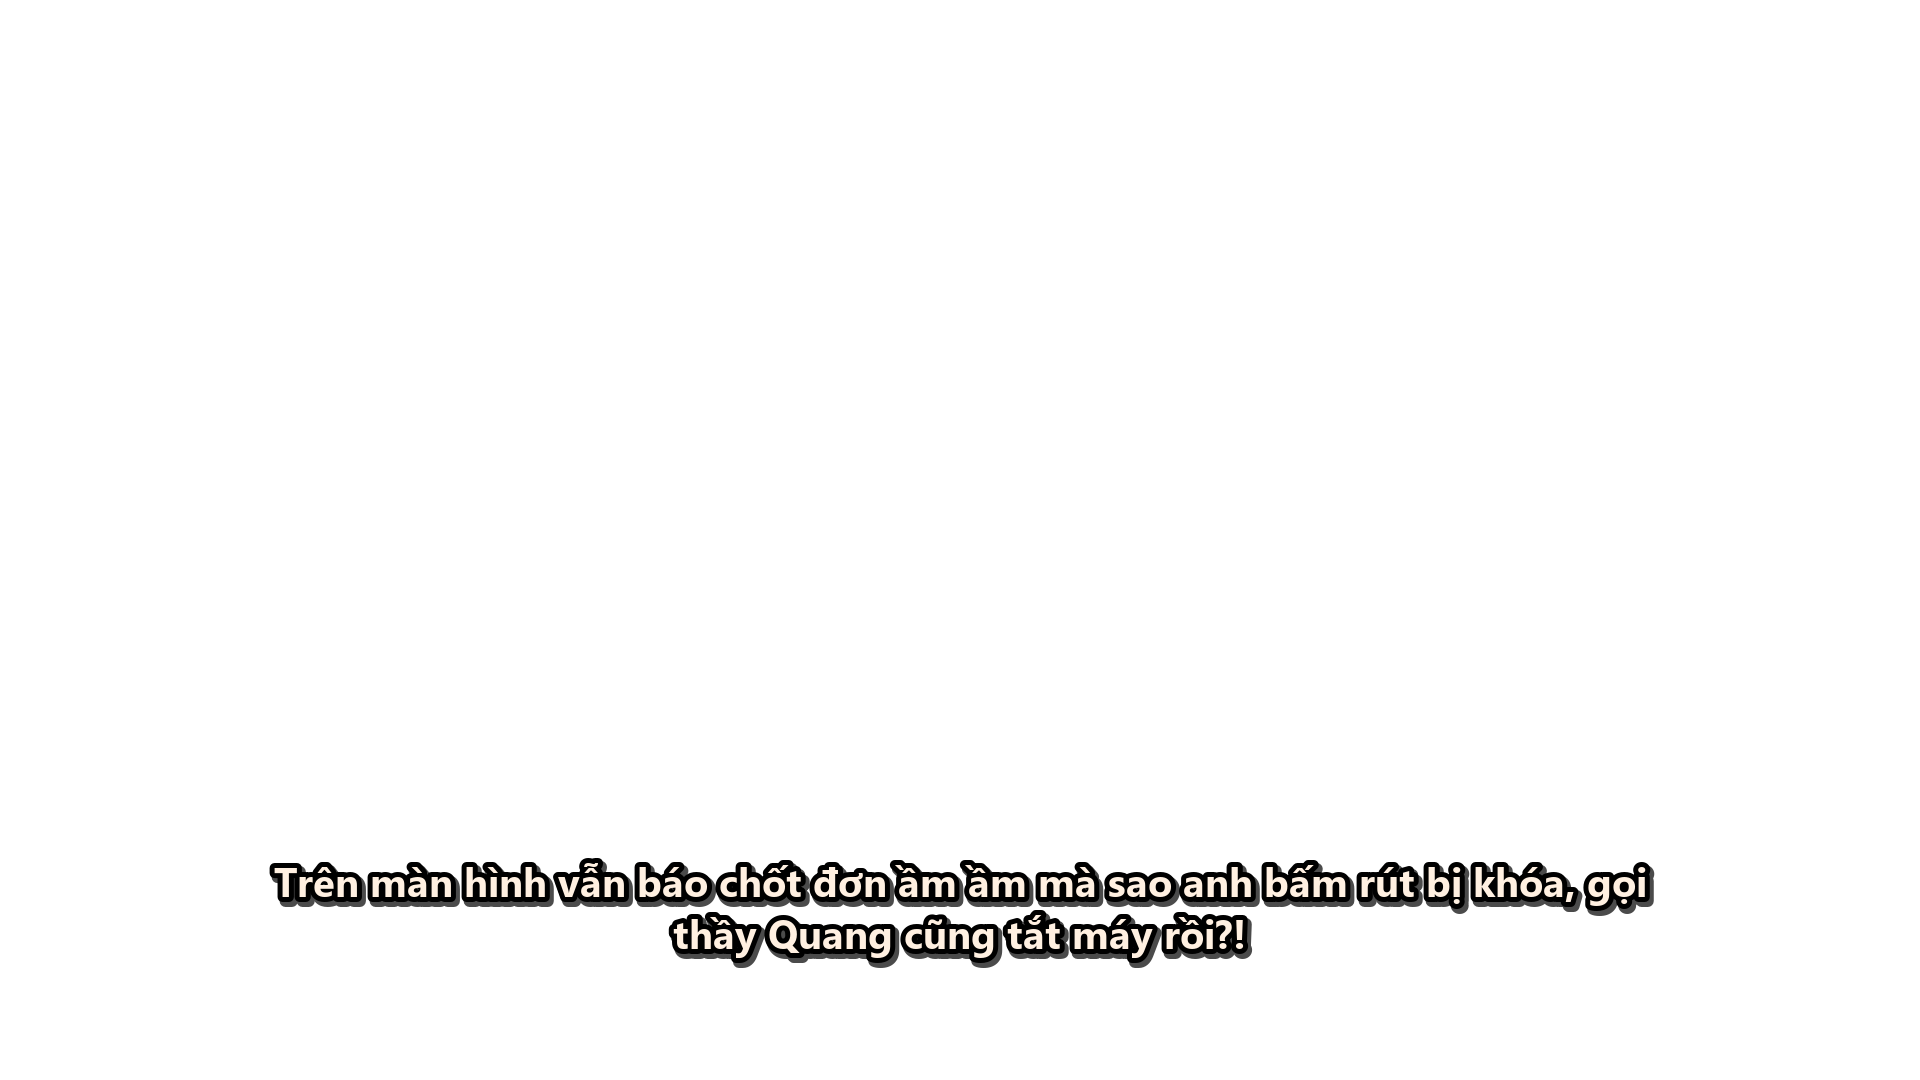 Trên màn hình vẫn báo chốt đơn ầm ầm mà sao anh bấm rút bị khóa, gọi
thầy Quang cũng tắt máy rồi?!